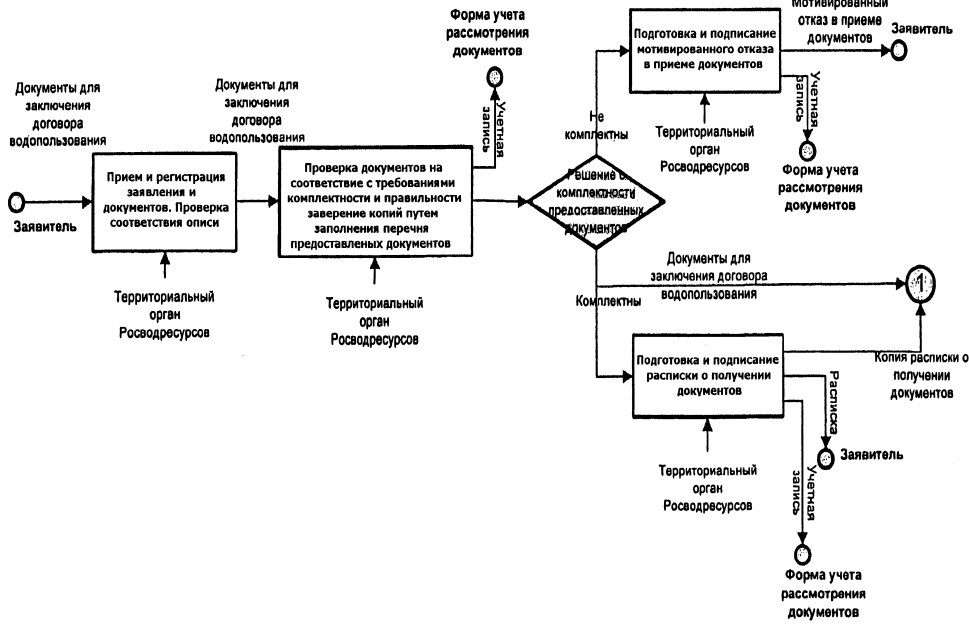 Документы для
заключения
договора
водопользования
Заявитель
Прием и регистрация
заявления и
документов. Проверка
соответствия описи
Территориальный
орган
Росводресурсов
Документы для
заключения
договора
водопользования
Проверка документов на
соответствие с требованиями
комплектности и правильности
заверение копий путем
заполнения перечня
предоставленых документов
Территориальный
орган
Росводресурсов
Форма учета
рассмотрения
документов
Учетная
запись
Решение о
комплектности
предоставленных
документов
Не
комплектны
Подготовка и подписание
мотивированного отказа
в приеме документов
Территориальный
орган
Росводресурсов
Мотивированный
отказ в приеме
документов
Заявитель
Учетная
запись
Форма учета
рассмотрения
документов
Комплектны
Документы для
заключения договора
водопользования
1
Подготовка и подписание
расписки о получении
документов
Территориальный
орган
Росводресурсов
Копия расписки о
получении
документов
Расписка
Заявитель
Учетная
запись
Форма учета
рассмотрения
документов